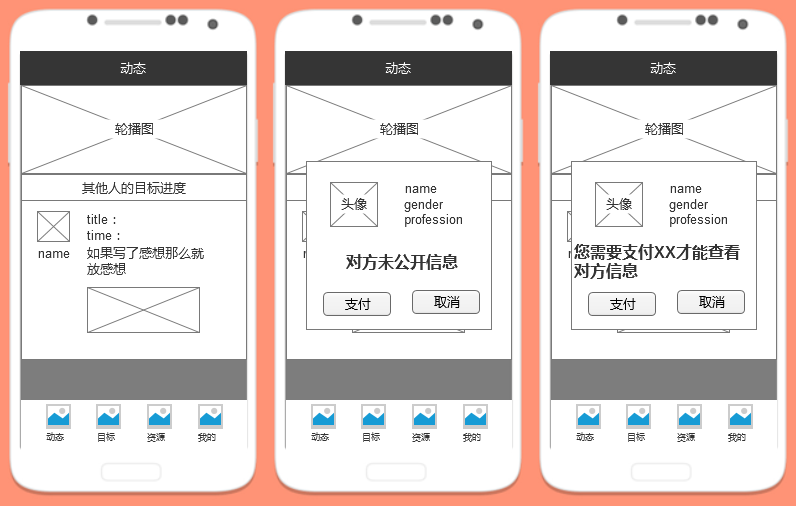 动态
轮播图
其他人的目标进度
title：
time：
name
如果写了感想那么就
放感想
动态
目标
资源
我的
动态
轮播图
头像
name
gender
profession
对方未公开信息
支付
取消
动态
目标
资源
我的
动态
轮播图
头像
name
gender
profession
您需要支付XX才能查看
对方信息
支付
取消
动态
目标
资源
我的